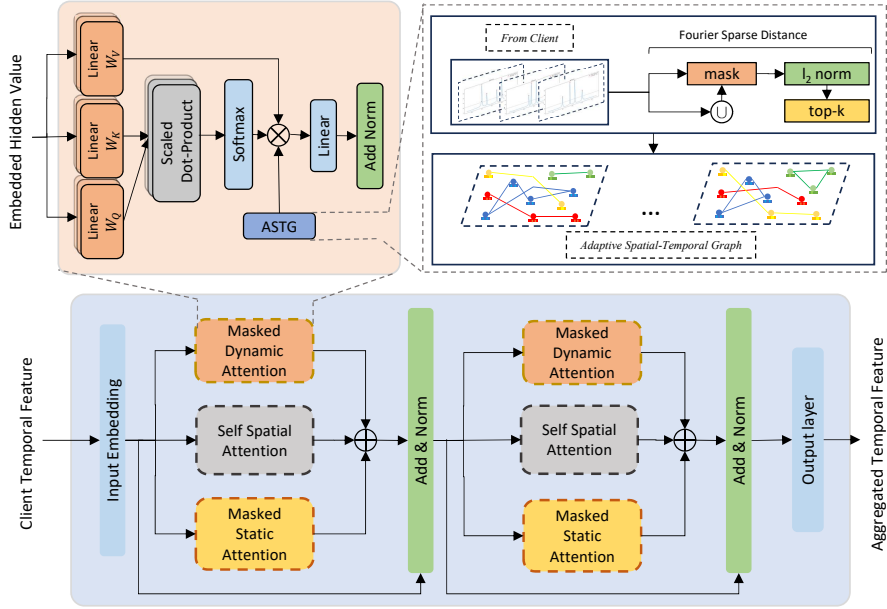 Embedded Hidden Value
Linear
W_V
Linear
W_K
Linear
W_Q
Scaled
Dot-Product
Softmax
Linear
Add Norm
ASTG
From Client
Fourier Sparse Distance
mask
l₂ norm
top-k
...
Adaptive Spatial-Temporal Graph
Client Temporal Feature
Input Embedding
Masked
Dynamic
Attention
Self Spatial
Attention
Masked
Static
Attention
Add & Norm
Masked
Dynamic
Attention
Self Spatial
Attention
Masked
Static
Attention
Add & Norm
Output layer
Aggregated Temporal Feature